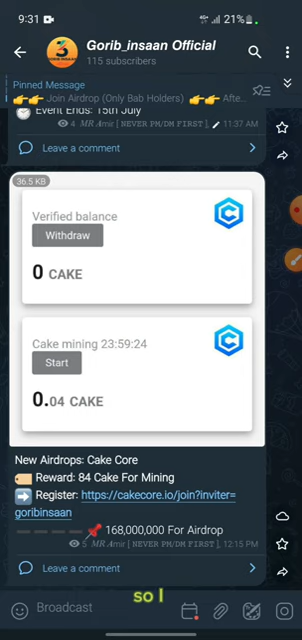 9:31
21%
Gorib_insaan Official
115 subscribers
Pinned Message
👉👉 Join Airdrop (Only Bab Holders) 👉👉 Afte...
Event Ends: 15th July
4 MR Amir [ NEVER PM/DM FIRST ], 11:37 AM
Leave a comment
36.5 KB
Verified balance
Withdraw
0 CAKE
Cake mining 23:59:24
Start
0.04 CAKE
New Airdrops: Cake Core
Reward: 84 Cake For Mining
➡️ Register: https://cakecore.io/join?inviter=
goribinsaan
➖➖➖➖📌 168,000,000 For Airdrop
5 MR Amir [ NEVER PM/DM FIRST ], 12:15 PM
Leave a comment
so I
Broadcast